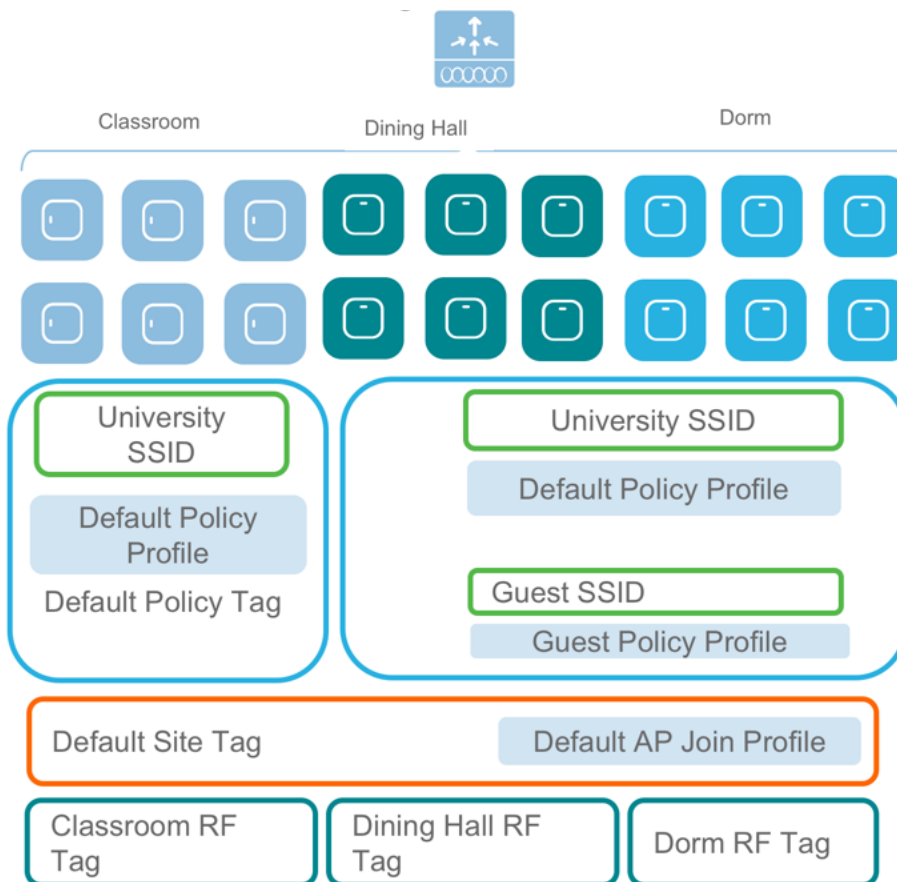 Classroom
Dining Hall
Dorm
University
SSID
Default Policy
Profile
Default Policy Tag
University SSID
Default Policy Profile
Guest SSID
Guest Policy Profile
Default Site Tag
Default AP Join Profile
Classroom RF
Tag
Dining Hall RF
Tag
Dorm RF Tag